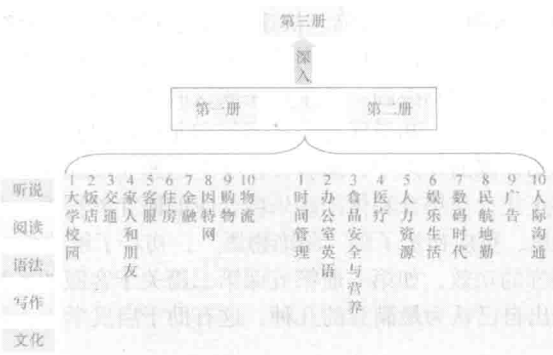 第三册
深入
第一册
第二册
听说
阅读
语法
写作
文化
1大学校园
2饭店
3交通
4家人和朋友
5客服
6住房
7金融
8因特网
9购物
10物流
1时间管理
2办公室英语
3食品安全与营养
4医疗
5人力资源
6娱乐生活
7数码时代
8民航地勤
9广告
10人际沟通